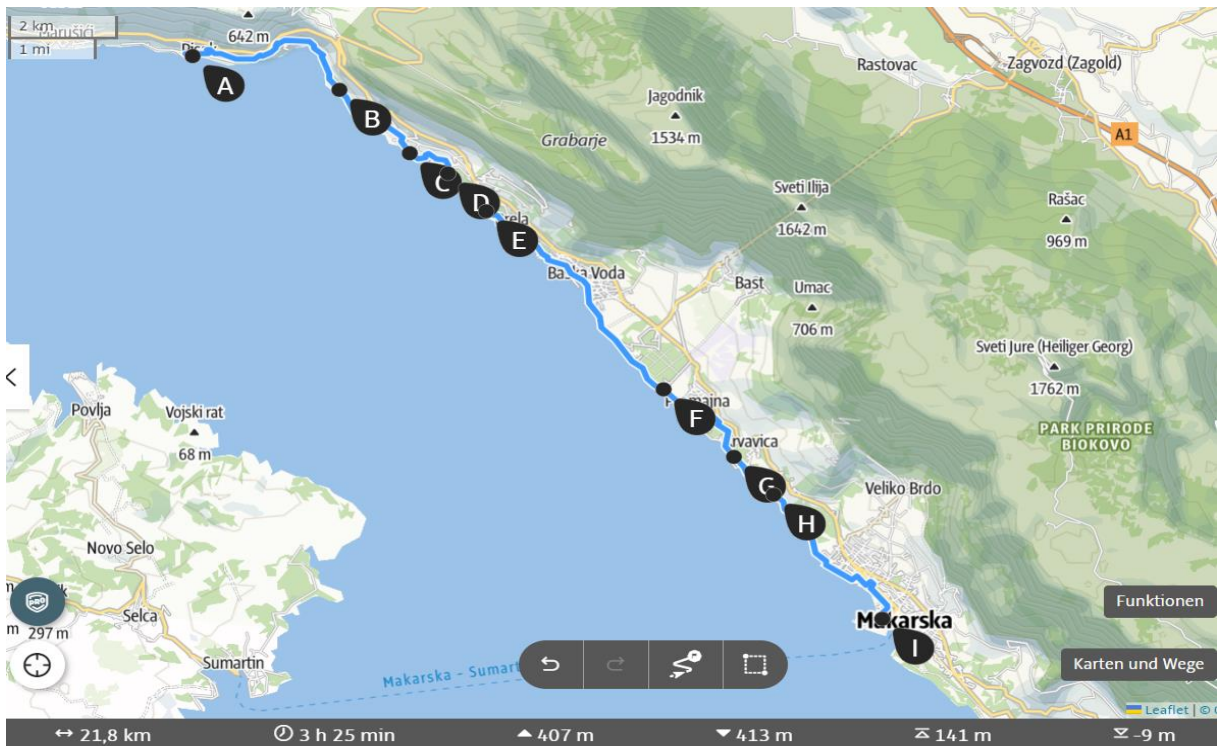 2 km
1 mi
642 m
A
B
C
D
E
F
G
H
I
Rastovac
Zagvozd (Zagold)
A1
Jagodnik
1534 m
Grabarje
Sveti Ilija
1642 m
Rašac
969 m
Baška Voda
Bast
Umac
706 m
Sveti Jure (Heiliger Georg)
1762 m
PARK PRIRODE
BIOKOVO
Povlja
Vojski rat
68 m
Veliko Brdo
Novo Selo
Selca
PRO
297 m
Sumartin
Makarska - Sumart
Makarska
Funktionen
Karten und Wege
Leaflet | ©
21,8 km
3 h 25 min
407 m
413 m
141 m
-9 m